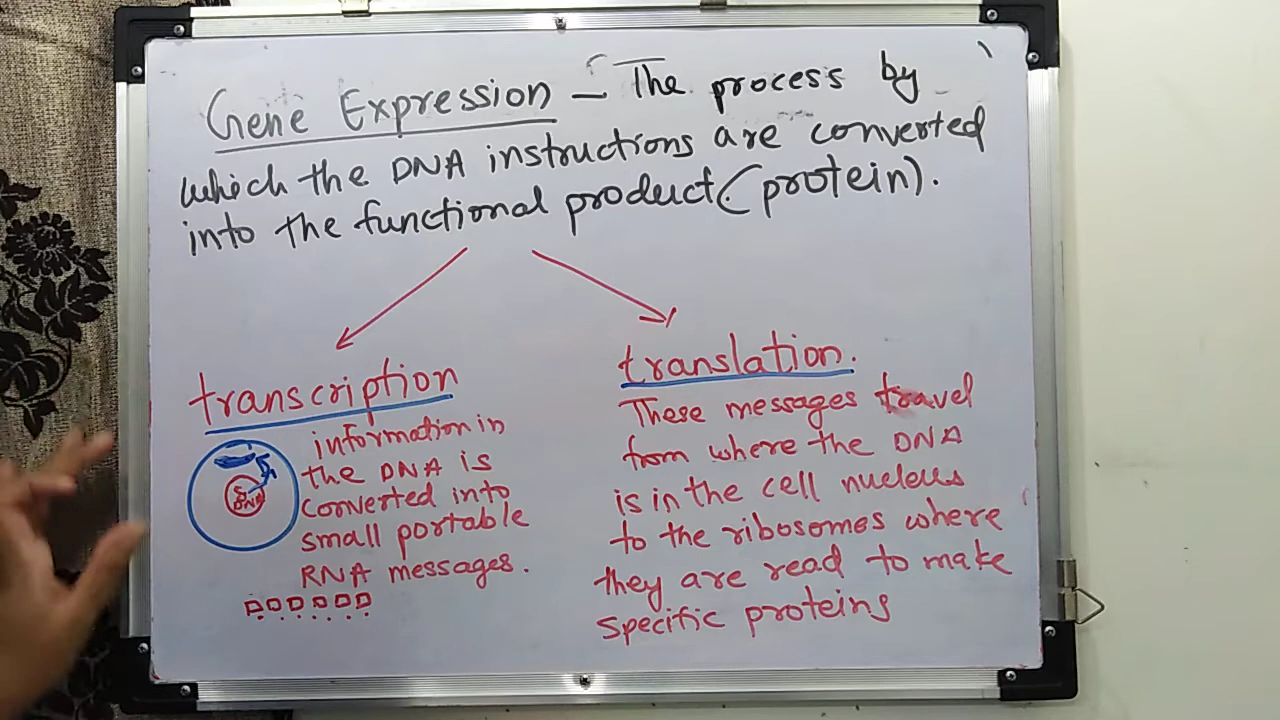 Gene Expression - The process by
which the DNA instructions are converted
into the functional product (protein).
transcription
information in
the DNA is
converted into
small portable
RNA messages.
DNA
translation.
These messages travel
from where the DNA
is in the cell nucleus
to the ribosomes where
they are read to make
specific proteins